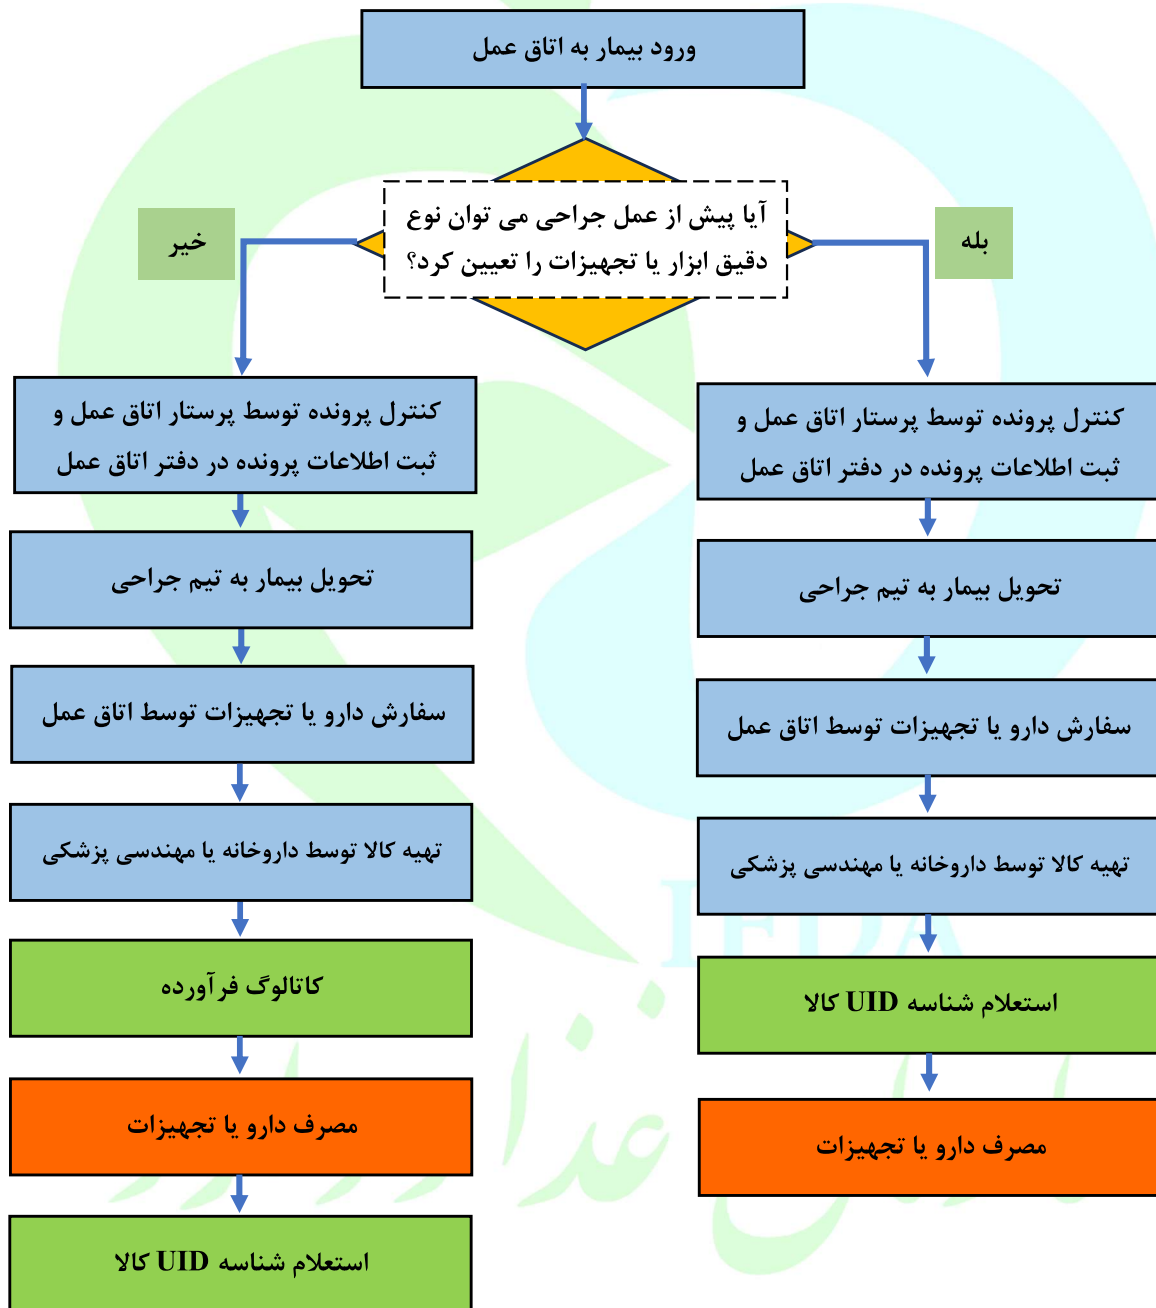 ورود بیمار به اتاق عمل
آیا پیش از عمل جراحی می توان نوع
دقیق ابزار یا تجهیزات را تعیین کرد؟
بله
خیر
کنترل پرونده توسط پرستار اتاق عمل و
ثبت اطلاعات پرونده در دفتر اتاق عمل
تحویل بیمار به تیم جراحی
سفارش دارو یا تجهیزات توسط اتاق عمل
تهیه کالا توسط داروخانه یا مهندسی پزشکی
استعلام شناسه UID کالا
مصرف دارو یا تجهیزات
کنترل پرونده توسط پرستار اتاق عمل و
ثبت اطلاعات پرونده در دفتر اتاق عمل
تحویل بیمار به تیم جراحی
سفارش دارو یا تجهیزات توسط اتاق عمل
تهیه کالا توسط داروخانه یا مهندسی پزشکی
کاتالوگ فرآورده
مصرف دارو یا تجهیزات
استعلام شناسه UID کالا
IFDA